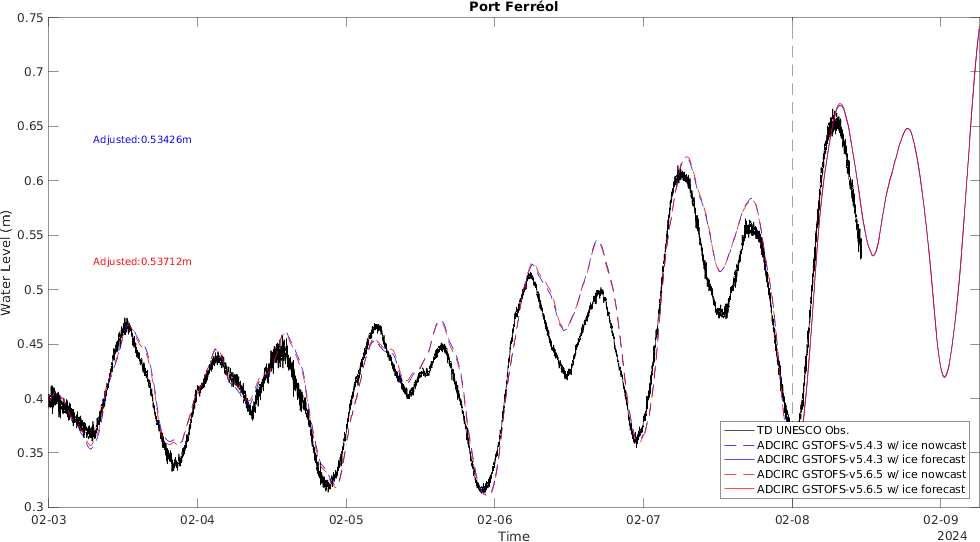 Port Ferréol
0.75
0.7
0.65
0.6
0.55
0.5
0.45
0.4
0.35
0.3
Water Level (m)
Adjusted:0.53426m
Adjusted:0.53712m
TD UNESCO Obs.
ADCIRC GSTOFS-v5.4.3 w/ ice nowcast
ADCIRC GSTOFS-v5.4.3 w/ ice forecast
ADCIRC GSTOFS-v5.6.5 w/ ice nowcast
ADCIRC GSTOFS-v5.6.5 w/ ice forecast
02-03 02-04 02-05 02-06 02-07 02-08 02-09
Time
2024